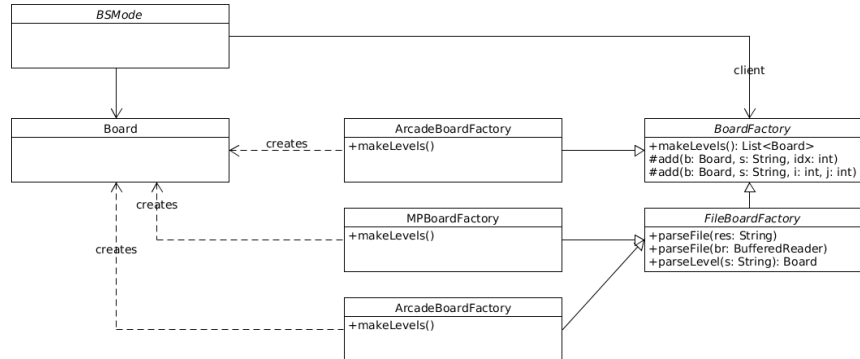 BSMode
client
Board
creates
ArcadeBoardFactory
+makeLevels()
BoardFactory
+makeLevels(): List<Board>
#add(b: Board, s: String, idx: int)
#add(b: Board, s: String, i: int, j: int)
creates
MPBoardFactory
+makeLevels()
FileBoardFactory
+parseFile(res: String)
+parseFile(br: BufferedReader)
+parseLevel(s: String): Board
creates
ArcadeBoardFactory
+makeLevels()